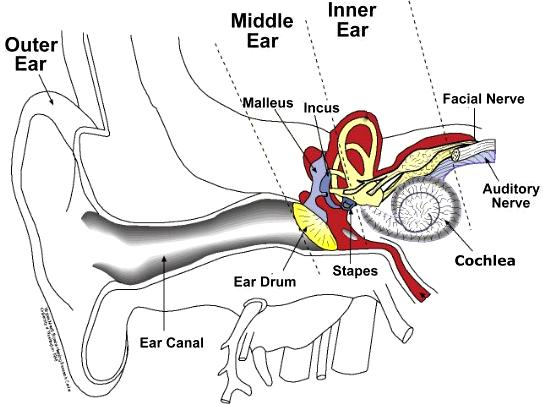 Inner
Ear
Middle
Ear
Outer
Ear
Malleus
Incus
Facial Nerve
Auditory
Nerve
Cochlea
Stapes
Ear Drum
Ear Canal